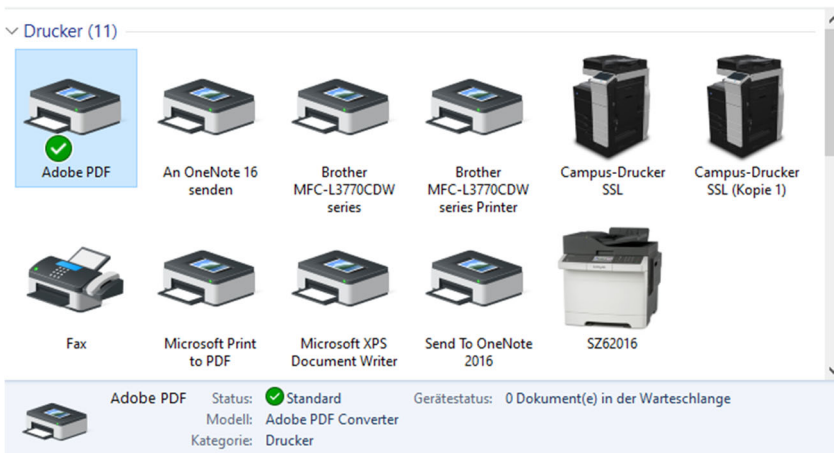 Drucker (11)
Adobe PDF
An OneNote 16
senden
Brother
MFC-L3770CDW
series
Brother
MFC-L3770CDW
series Printer
Campus-Drucker
SSL
Campus-Drucker
SSL (Kopie 1)
Fax
Microsoft Print
to PDF
Microsoft XPS
Document Writer
Send To OneNote
2016
SZ62016
Adobe PDF Status: Standard Gerätestatus: 0 Dokument(e) in der Warteschlange
Modell: Adobe PDF Converter
Kategorie: Drucker